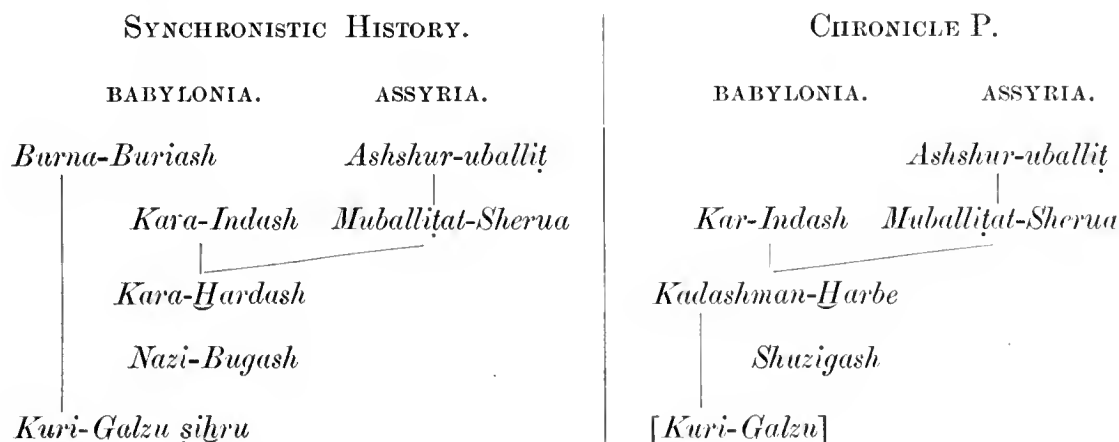 SYNCHRONISTIC HISTORY.
BABYLONIA. ASSYRIA.
Burna-Buriash Ashshur-uballiṭ
Kara-Indash Muballiṭat-Sherua
Kara-Ḫardash
Nazi-Bugash
Kuri-Galzu ṣiḫru
CHRONICLE P.
BABYLONIA. ASSYRIA.
Ashshur-uballiṭ
Kar-Indash Muballiṭat-Sherua
Kadashman-Ḫarbe
Shuzigash
[Kuri-Galzu]